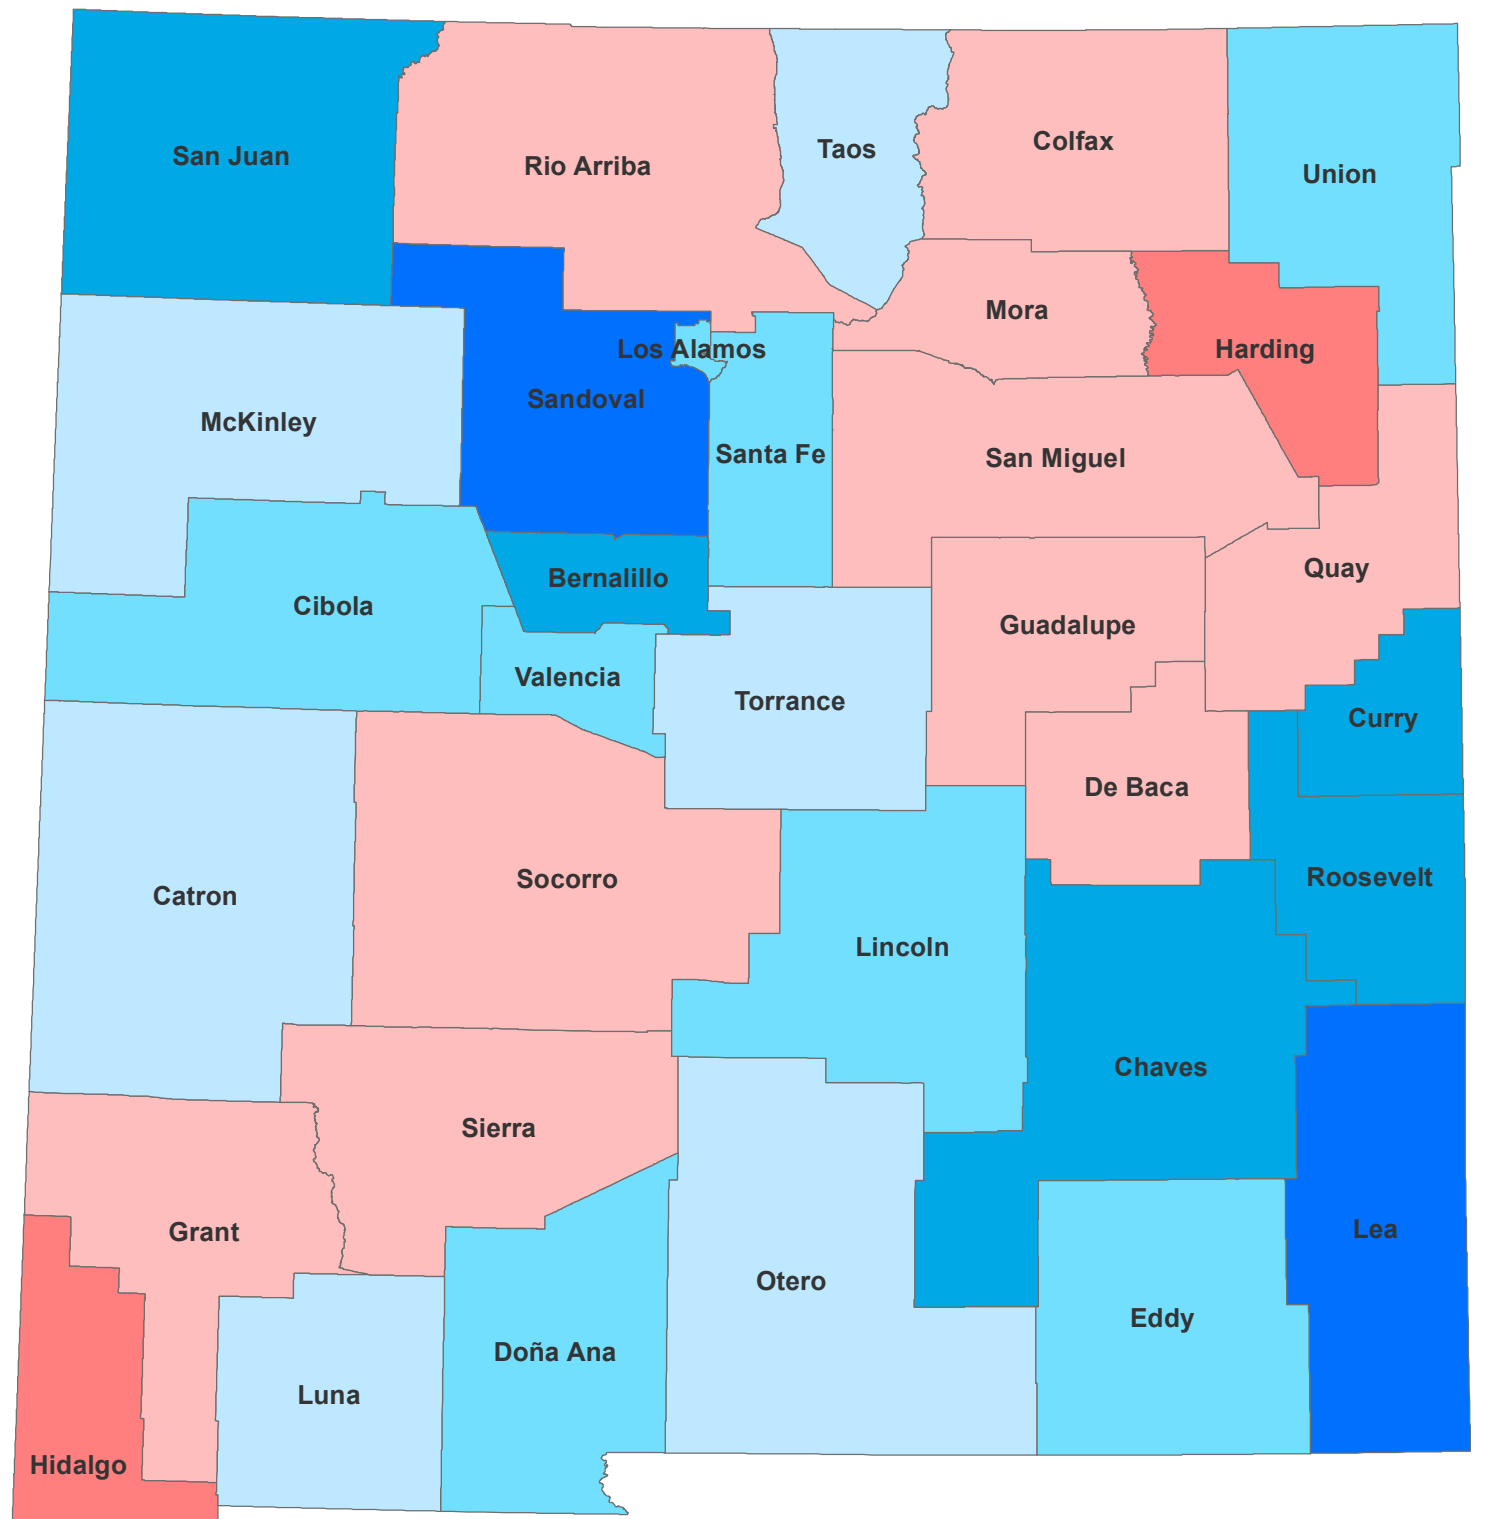 Taos
Colfax
San Juan
Rio Arriba
Union
Mora
Los Alamos
Harding
Sandoval
McKinley
Santa Fe
San Miguel
Quay
Bernalillo
Cibola
Guadalupe
Valencia
Torrance
Curry
De Baca
Roosevelt
Socorro
Catron
Lincoln
Chaves
Sierra
Lea
Grant
Otero
Eddy
Doña Ana
Luna
Hidalgo